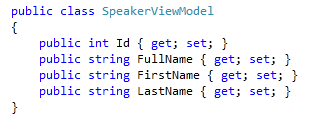 public class SpeakerViewModel
{
    public int Id { get; set; }
    public string FullName { get; set; }
    public string FirstName { get; set; }
    public string LastName { get; set; }
}